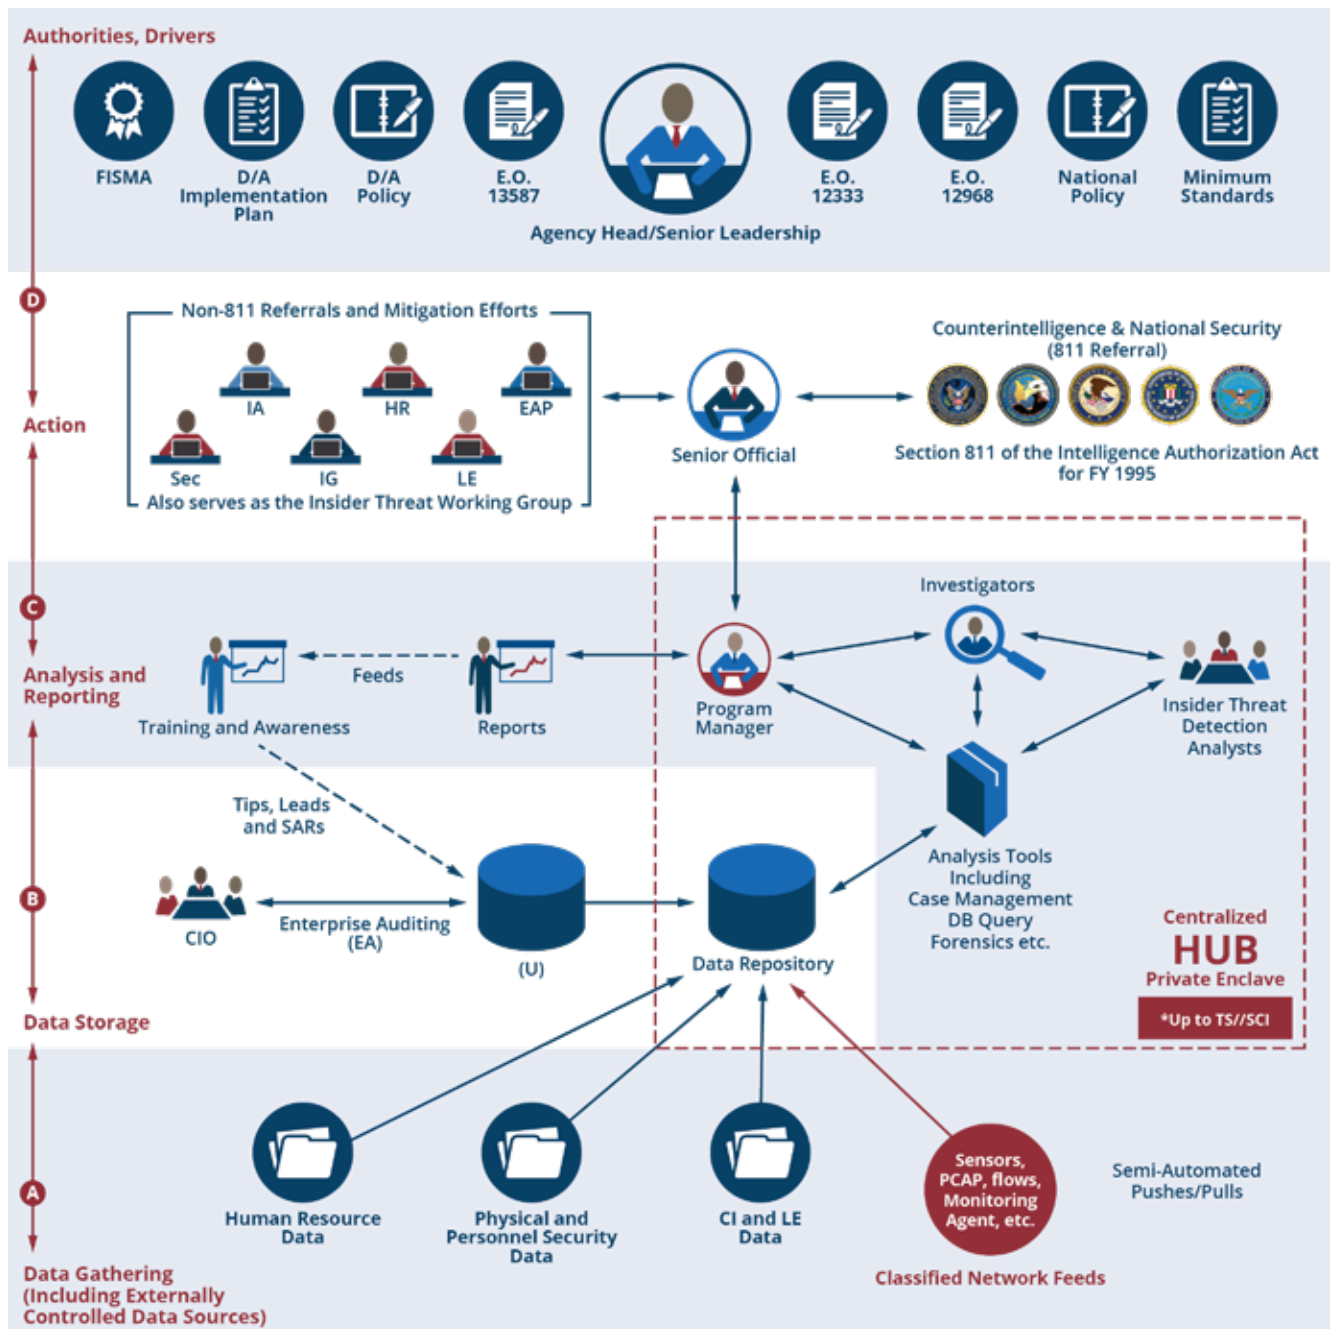 Authorities, Drivers
FISMA
D/A
Implementation
Plan
D/A
Policy
E.O.
13587
Agency Head/Senior Leadership
E.O.
12333
E.O.
12968
National
Policy
Minimum
Standards
D
Non-811 Referrals and Mitigation Efforts
IA
HR
EAP
Sec
IG
LE
Also serves as the Insider Threat Working Group
Senior Official
Counterintelligence & National Security
(811 Referral)
Section 811 of the Intelligence Authorization Act
for FY 1995
Action
C
Analysis and
Reporting
Training and Awareness
Feeds
Reports
Program
Manager
Investigators
Insider Threat
Detection
Analysts
Tips, Leads
and SARs
B
CIO
Enterprise Auditing
(EA)
(U)
Data Repository
Analysis Tools
Including
Case Management
DB Query
Forensics etc.
Centralized
HUB
Private Enclave
*Up to TS//SCI
Data Storage
A
Human Resource
Data
Physical and
Personnel Security
Data
CI and LE
Data
Sensors,
PCAP, flows,
Monitoring
Agent, etc.
Classified Network Feeds
Semi-Automated
Pushes/Pulls
Data Gathering
(Including Externally
Controlled Data Sources)